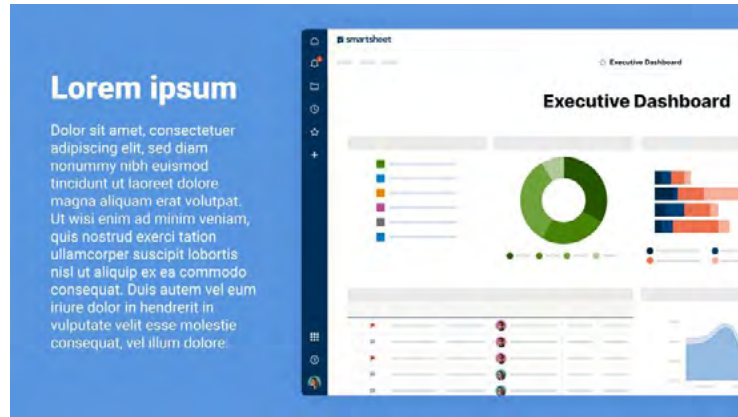 Lorem ipsum
Dolor sit amet, consectetuer
adipiscing elit, sed diam
nonummy nibh euismod
tincidunt ut laoreet dolore
magna aliquam erat volutpat.
Ut wisi enim ad minim veniam,
quis nostrud exerci tation
ullamcorper suscipit lobortis
nisl ut aliquip ex ea commodo
consequat. Duis autem vel eum
iriure dolor in hendrerit in
vulputate velit esse molestie
consequat, vel illum dolore.
smartsheet
Executive Dashboard
Executive Dashboard